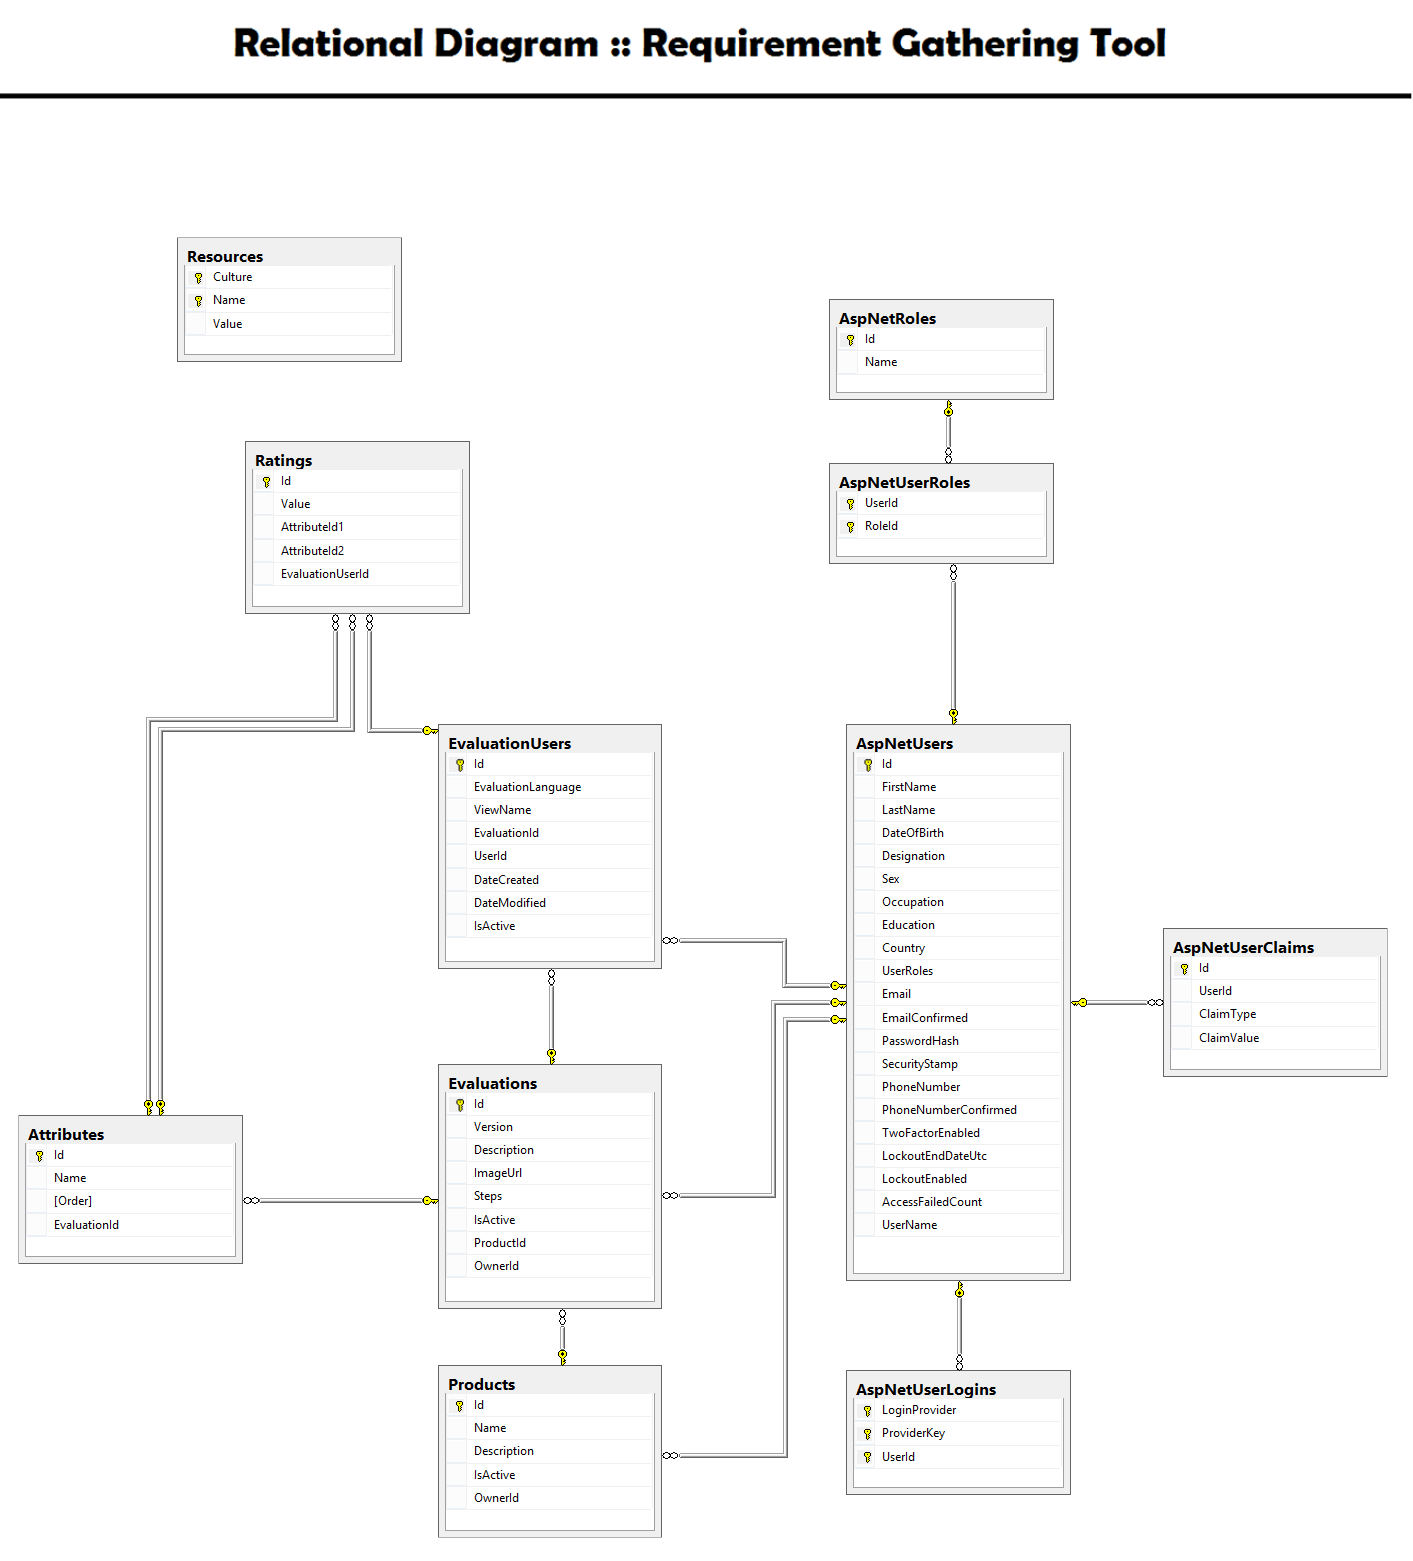 Relational Diagram :: Requirement Gathering Tool
Resources
Culture
Name
Value
AspNetRoles
Id
Name
Ratings
Id
Value
AttributeId1
AttributeId2
EvaluationUserId
AspNetUserRoles
UserId
RoleId
EvaluationUsers
Id
EvaluationLanguage
ViewName
EvaluationId
UserId
DateCreated
DateModified
IsActive
AspNetUsers
Id
FirstName
LastName
DateOfBirth
Designation
Sex
Occupation
Education
Country
UserRoles
Email
EmailConfirmed
PasswordHash
SecurityStamp
PhoneNumber
PhoneNumberConfirmed
TwoFactorEnabled
LockoutEndDateUtc
LockoutEnabled
AccessFailedCount
UserName
AspNetUserClaims
Id
UserId
ClaimType
ClaimValue
Attributes
Id
Name
[Order]
EvaluationId
Evaluations
Id
Version
Description
ImageUrl
Steps
IsActive
ProductId
OwnerId
Products
Id
Name
Description
IsActive
OwnerId
AspNetUserLogins
LoginProvider
ProviderKey
UserId